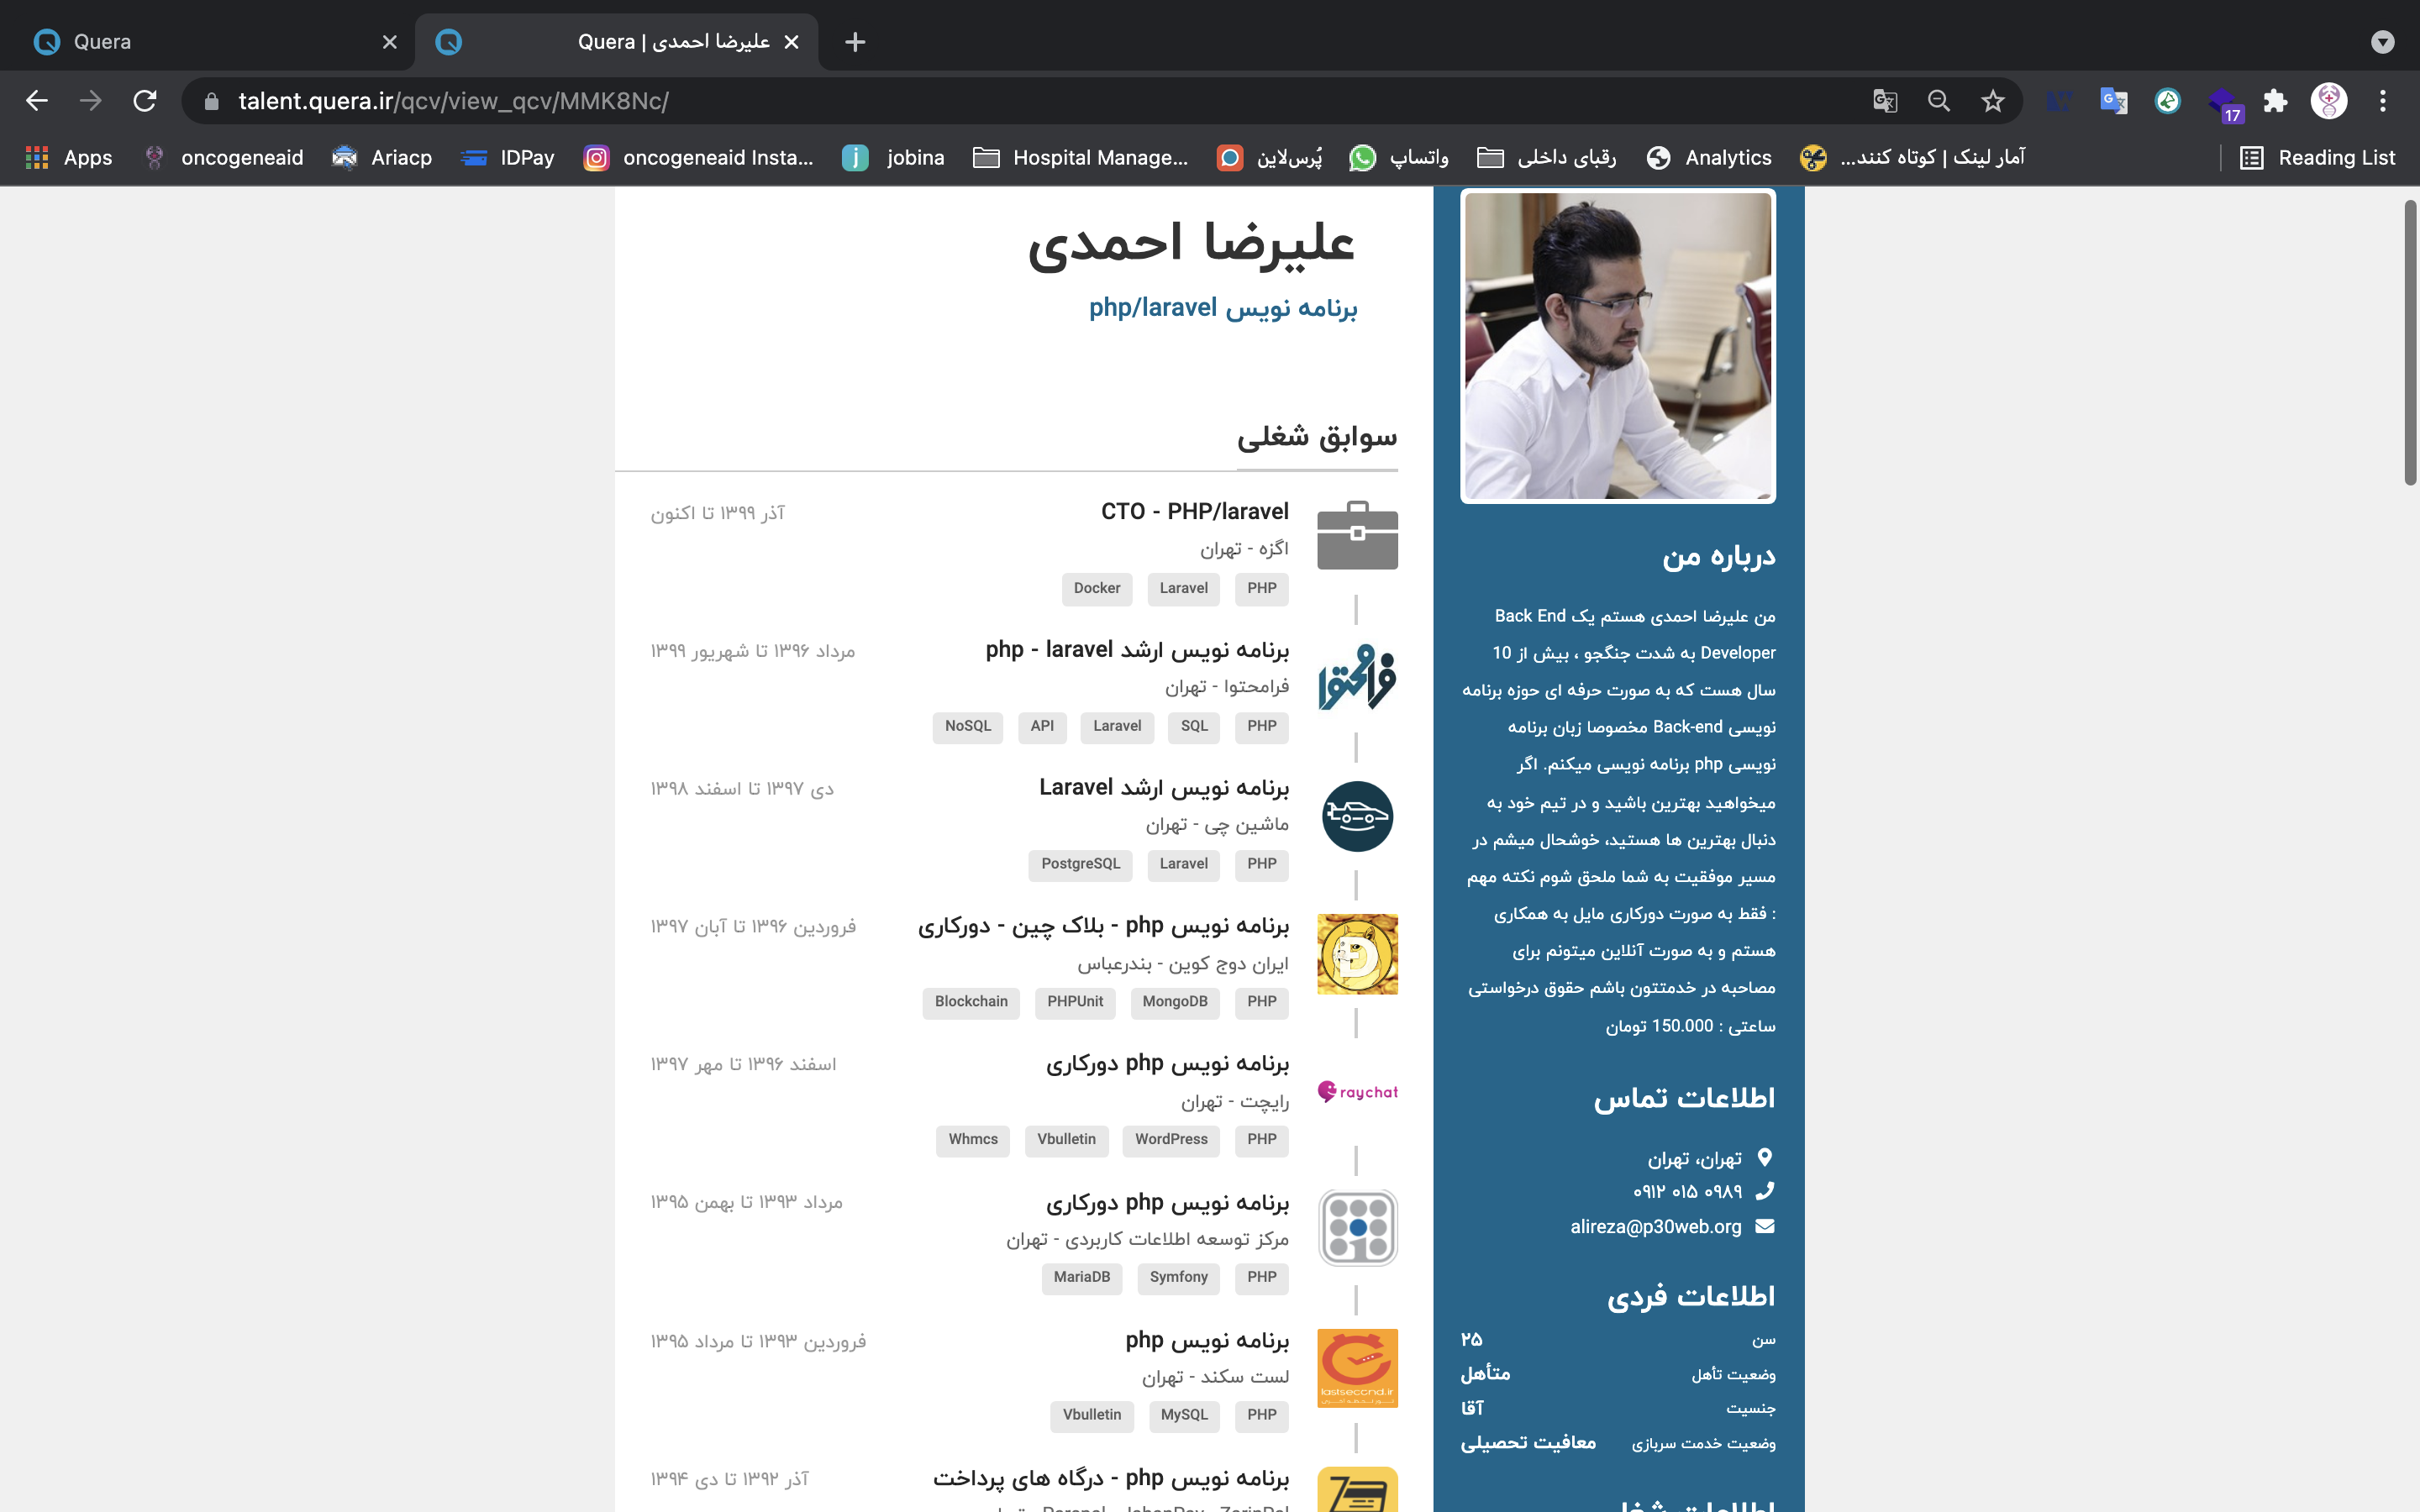 Quera
علیرضا احمدی | Quera
talent.quera.ir/qcv/view_qcv/MMK8Nc/
17
Apps
oncogeneaid
Ariacp
IDPay
oncogeneaid Insta...
jobina
Hospital Manage...
پُرس‌لاین
واتساپ
رقبای داخلی
Analytics
آمار لینک | کوتاه کنند...
Reading List
علیرضا احمدی
برنامه نویس php/laravel
سوابق شغلی
CTO - PHP/laravel
آذر ۱۳۹۹ تا اکنون
اگزه - تهران
PHP Laravel Docker
برنامه نویس ارشد php - laravel
مرداد ۱۳۹۶ تا شهریور ۱۳۹۹
فرامحتوا - تهران
فرامحتوا
PHP SQL Laravel API NoSQL
برنامه نویس ارشد Laravel
دی ۱۳۹۷ تا اسفند ۱۳۹۸
ماشین چی - تهران
PHP Laravel PostgreSQL
برنامه نویس php - بلاک چین - دورکاری
فروردین ۱۳۹۶ تا آبان ۱۳۹۷
ایران دوج کوین - بندرعباس
PHP MongoDB PHPUnit Blockchain
برنامه نویس php دورکاری
اسفند ۱۳۹۶ تا مهر ۱۳۹۷
raychat
رایچت - تهران
PHP WordPress Vbulletin Whmcs
برنامه نویس php دورکاری
مرداد ۱۳۹۳ تا بهمن ۱۳۹۵
مرکز توسعه اطلاعات کاربردی - تهران
PHP Symfony MariaDB
برنامه نویس php
فروردین ۱۳۹۳ تا مرداد ۱۳۹۵
لست سکند - تهران
PHP MySQL Vbulletin
برنامه نویس php - درگاه های پرداخت
آذر ۱۳۹۲ تا دی ۱۳۹۴
درباره من
من علیرضا احمدی هستم یک Back End
Developer به شدت جنگجو ، بیش از 10
سال هست که به صورت حرفه ای حوزه برنامه
نویسی Back-end مخصوصا زبان برنامه
نویسی php برنامه نویسی میکنم. اگر
میخواهید بهترین باشید و در تیم خود به
دنبال بهترین ها هستید، خوشحال میشم در
مسیر موفقیت به شما ملحق شوم نکته مهم
: فقط به صورت دورکاری مایل به همکاری
هستم و به صورت آنلاین میتونم برای
مصاحبه در خدمتتون باشم حقوق درخواستی
ساعتی : 150.000 تومان
اطلاعات تماس
تهران، تهران
۰۹۱۲ ۰۱۵ ۰۹۸۹
alireza@p30web.org
اطلاعات فردی
سن ۲۵
وضعیت تأهل متأهل
جنسیت آقا
وضعیت خدمت سربازی معافیت تحصیلی